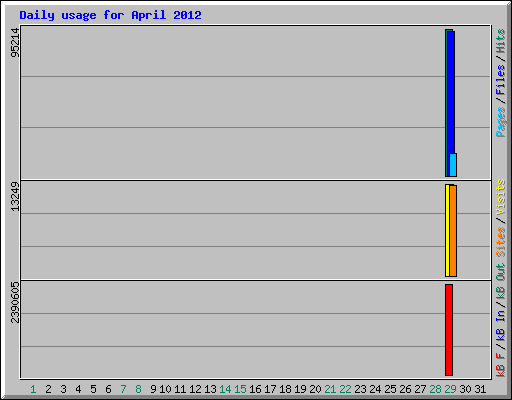 Daily usage for April 2012
95214
13249
2390605
Pages / Files / Hits
Sites / Visits
kB F / kB In / kB Out
1 2 3 4 5 6 7 8 9 10 11 12 13 14 15 16 17 18 19 20 21 22 23 24 25 26 27 28 29 30 31